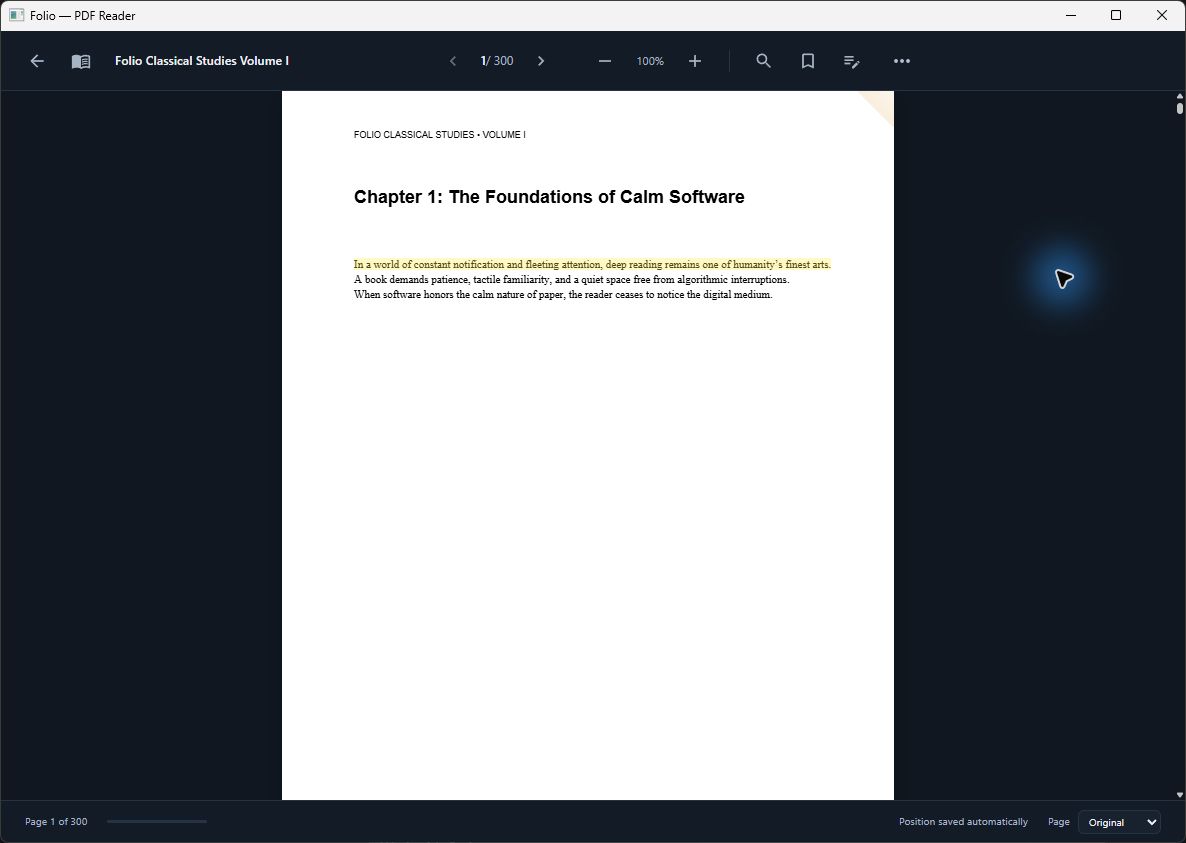 Folio — PDF Reader
Folio Classical Studies Volume I
1/ 300
100%
FOLIO CLASSICAL STUDIES • VOLUME I
Chapter 1: The Foundations of Calm Software
In a world of constant notification and fleeting attention, deep reading remains one of humanity’s finest arts.
A book demands patience, tactile familiarity, and a quiet space free from algorithmic interruptions.
When software honors the calm nature of paper, the reader ceases to notice the digital medium.
Page 1 of 300
Position saved automatically
Page
Original